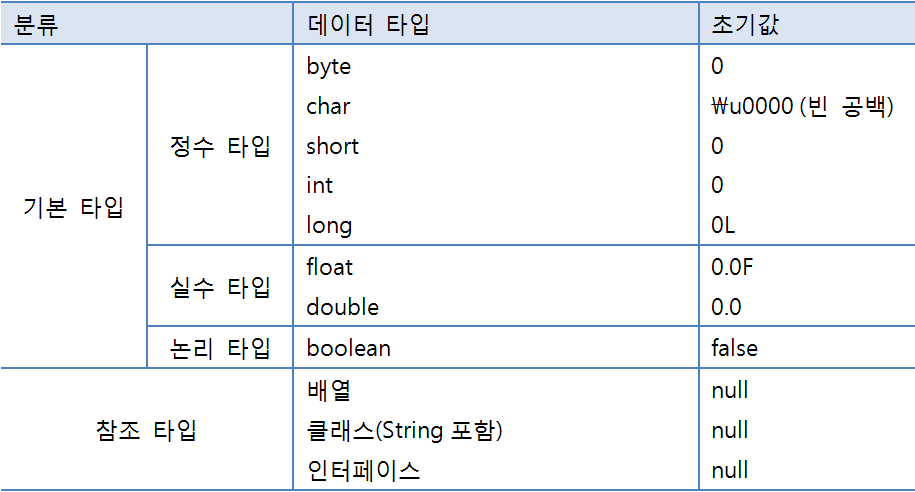 분류 데이터 타입 초기값
기본 타입 정수 타입 byte 0
char ₩u0000 (빈 공백)
short 0
int 0
long 0L
실수 타입 float 0.0F
double 0.0
논리 타입 boolean false
참조 타입 배열 null
클래스(String 포함) null
인터페이스 null